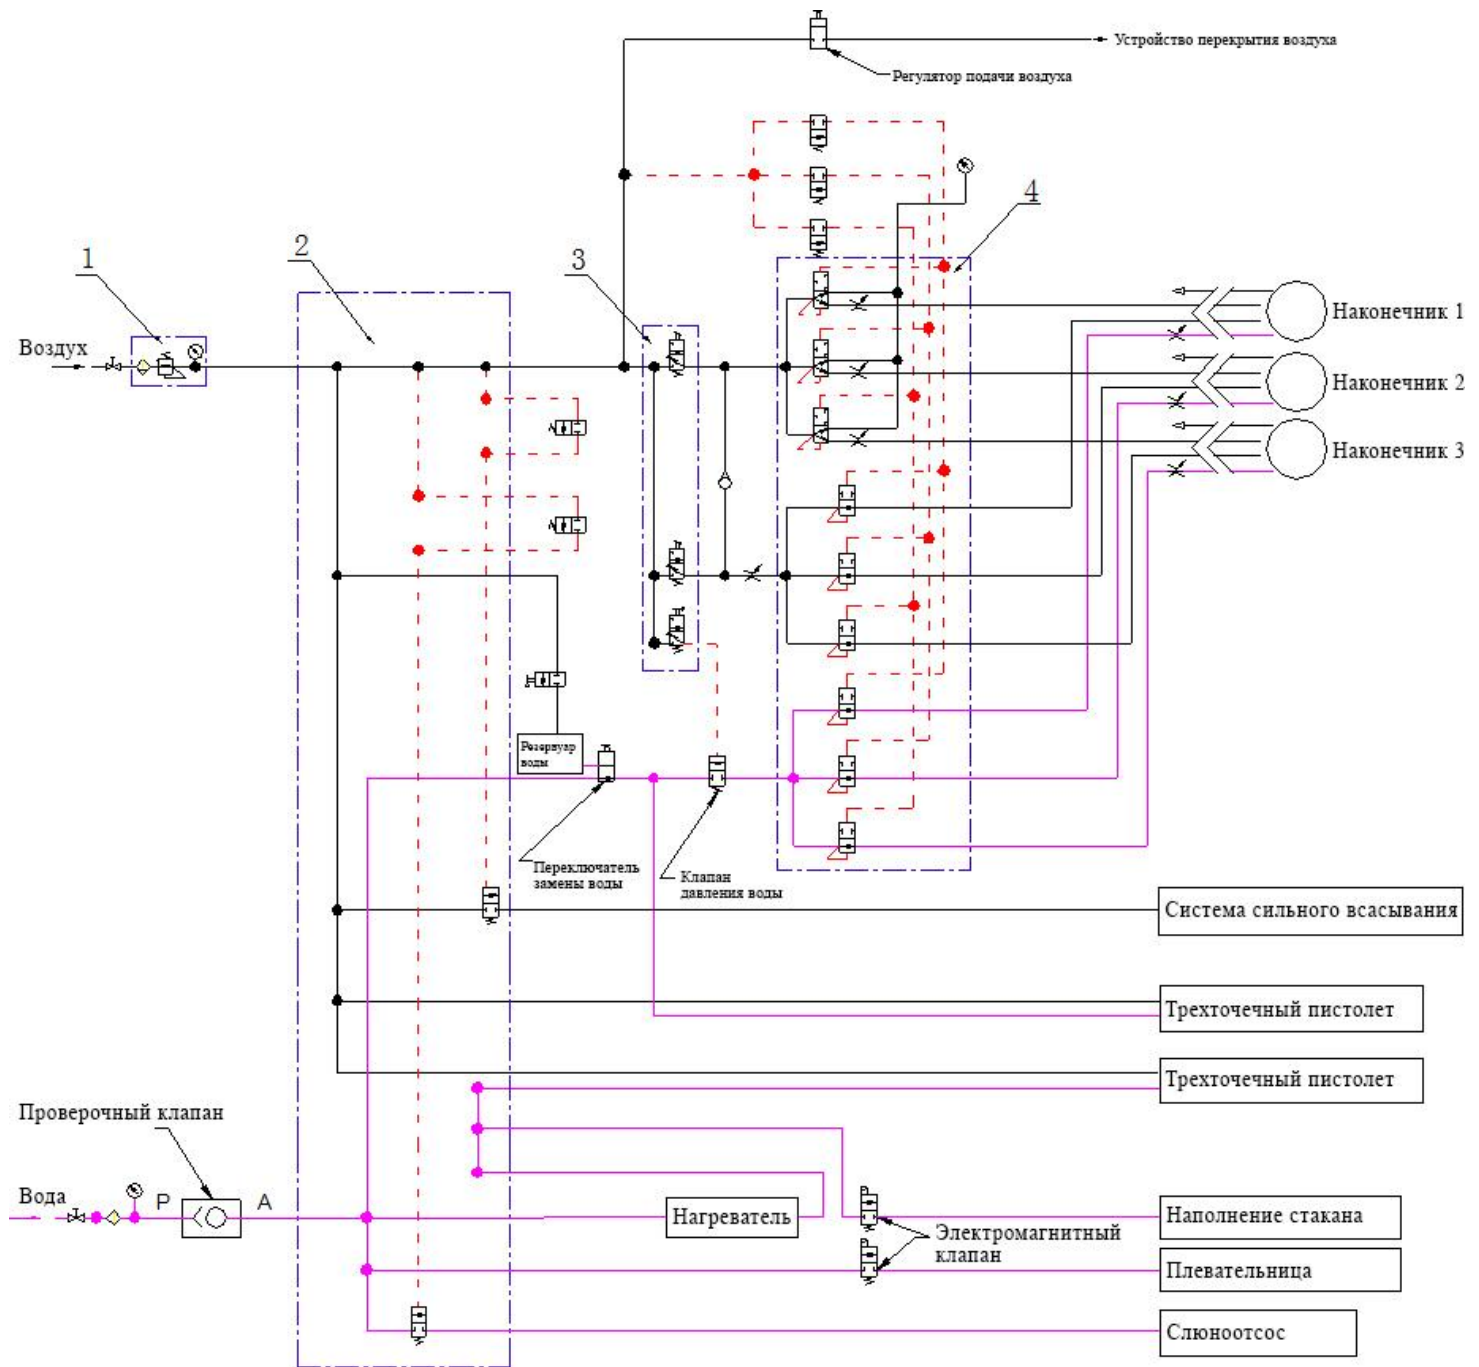 Устройство перекрытия воздуха
Регулятор подачи воздуха
4
1
2
3
Воздух
Наконечник 1
Наконечник 2
Наконечник 3
Резервуар
воды
Переключатель
замены воды
Клапан
давления воды
Система сильного всасывания
Трехточечный пистолет
Трехточечный пистолет
Проверочный клапан
Вода
P
A
Нагреватель
Электромагнитный
клапан
Наполнение стакана
Плевательница
Слюноотсос